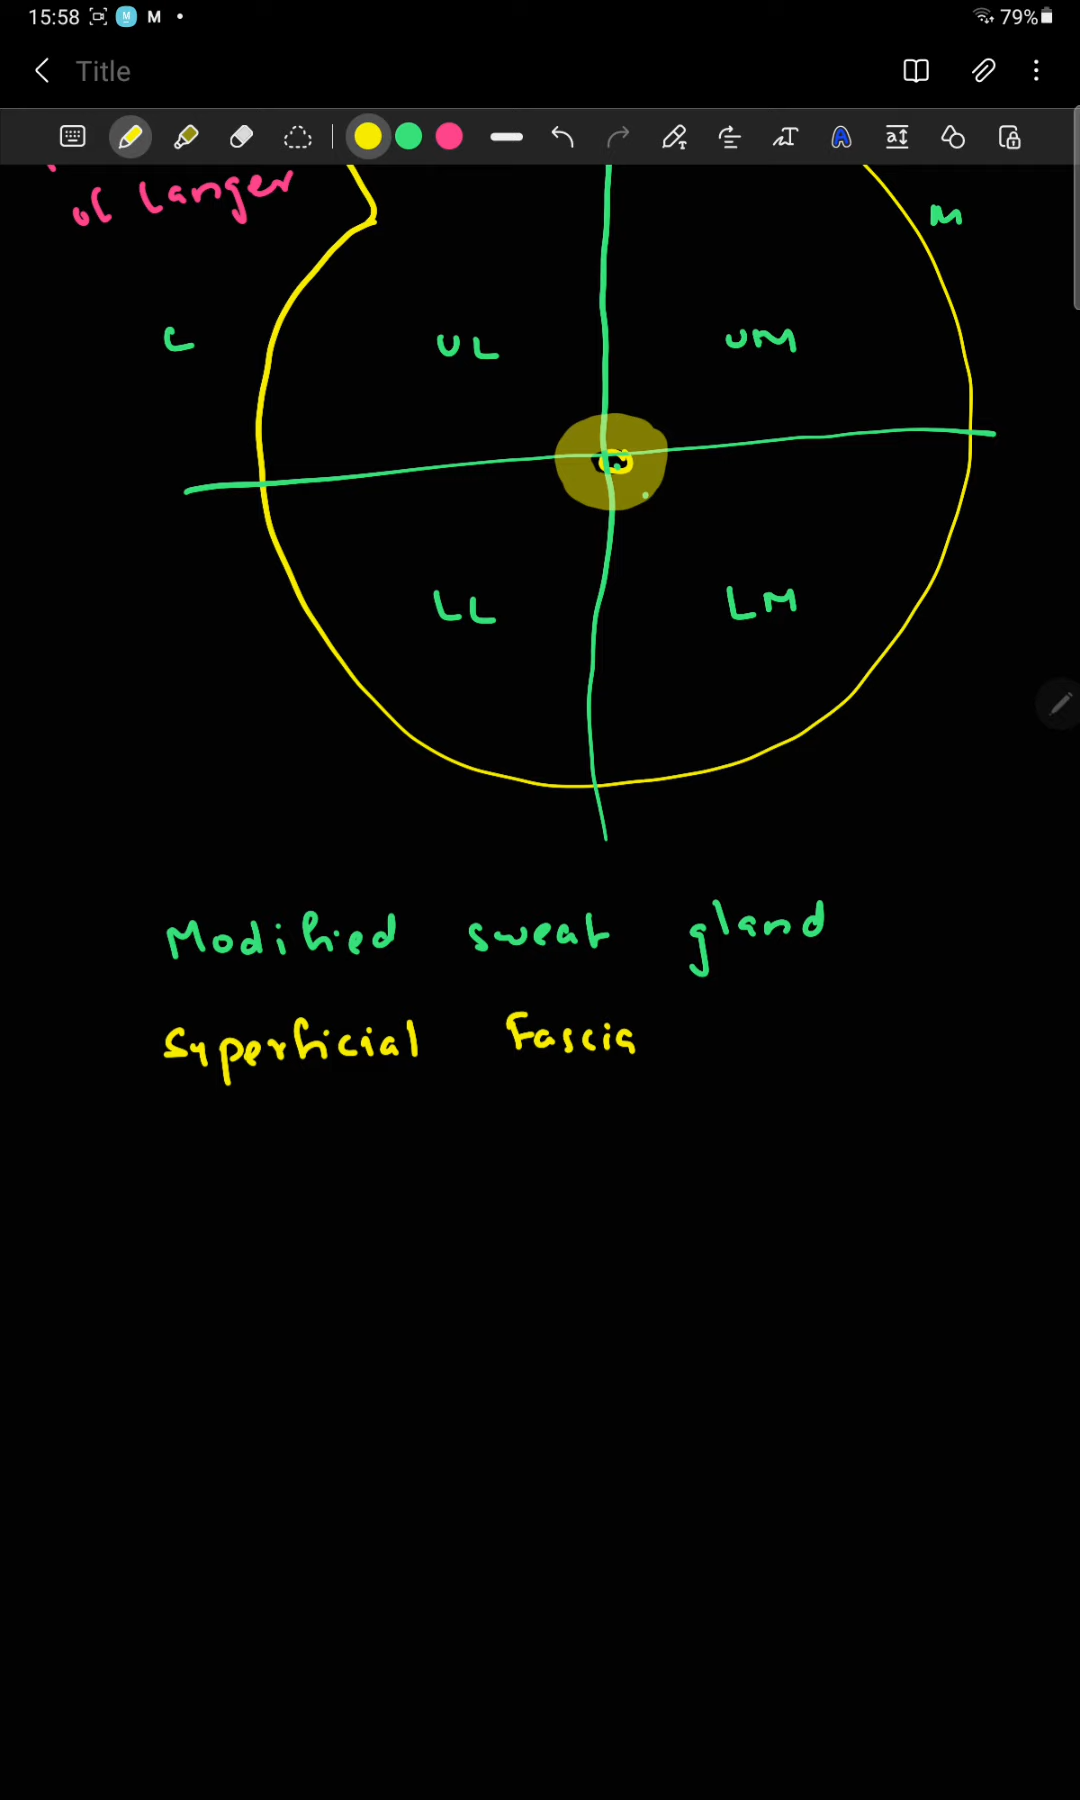 15:58 M 79%
Title
of Langer
M
L
UL UM
LL LM
Modified sweat gland
Superficial Fascia